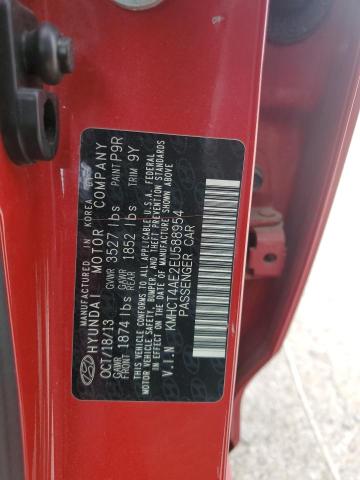 MANUFACTURED IN KOREA BY
HYUNDAI MOTOR COMPANY
OCT/18/13 GVWR 3527 lbs PAINT P9R
GAWR FRONT 1874 lbs GAWR REAR 1852 lbs TRIM 9Y
THIS VEHICLE CONFORMS TO ALL APPLICABLE U.S.A. FEDERAL
MOTOR VEHICLE SAFETY, BUMPER, AND THEFT PREVENTION
STANDARDS IN EFFECT ON THE DATE OF MANUFACTURE SHOWN ABOVE.
V.I.N KMHCT4AE2EU588954
PASSENGER CAR